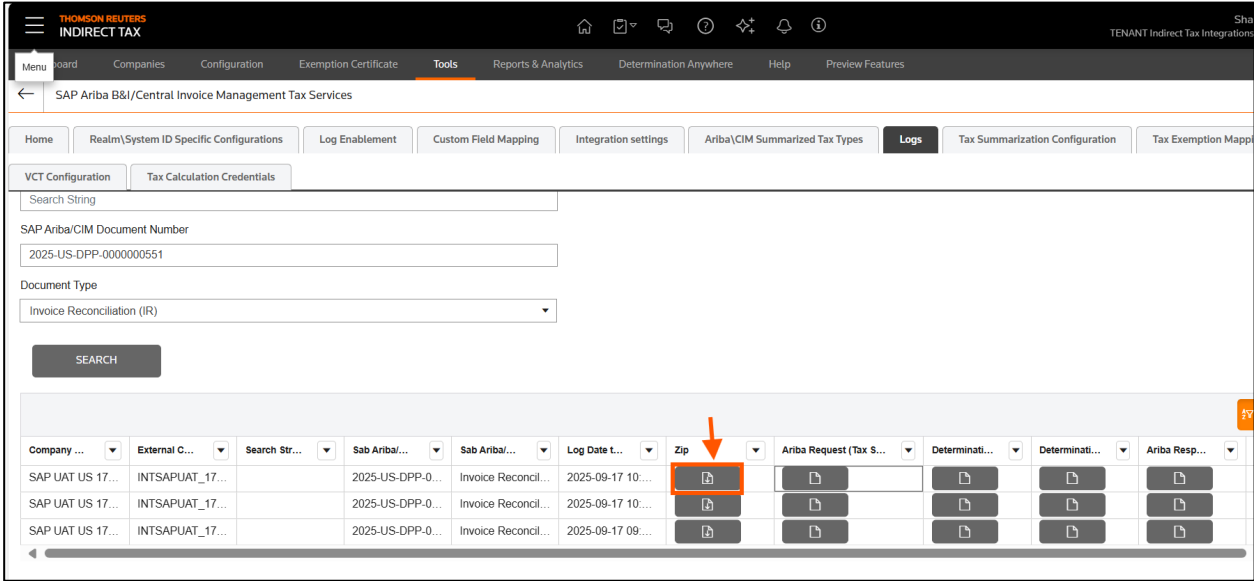 THOMSON REUTERS
INDIRECT TAX
Sha
TENANT Indirect Tax Integrations
Menu
oard Companies Configuration Exemption Certificate Tools Reports & Analytics Determination Anywhere Help Preview Features
SAP Ariba B&I/Central Invoice Management Tax Services
Home Realm\System ID Specific Configurations Log Enablement Custom Field Mapping Integration settings Ariba\CIM Summarized Tax Types Logs Tax Summarization Configuration Tax Exemption Mappi
VCT Configuration Tax Calculation Credentials
Search String
SAP Ariba/CIM Document Number
2025-US-DPP-0000000551
Document Type
Invoice Reconciliation (IR)
SEARCH
Company ... External C... Search Str... Sab Ariba/... Sab Ariba/... Log Date t... Zip Ariba Request (Tax S... Determinati... Determinati... Ariba Resp...
SAP UAT US 17... INTSAPUAT_17... 2025-US-DPP-0... Invoice Reconcil... 2025-09-17 10:...
SAP UAT US 17... INTSAPUAT_17... 2025-US-DPP-0... Invoice Reconcil... 2025-09-17 10:...
SAP UAT US 17... INTSAPUAT_17... 2025-US-DPP-0... Invoice Reconcil... 2025-09-17 09:...